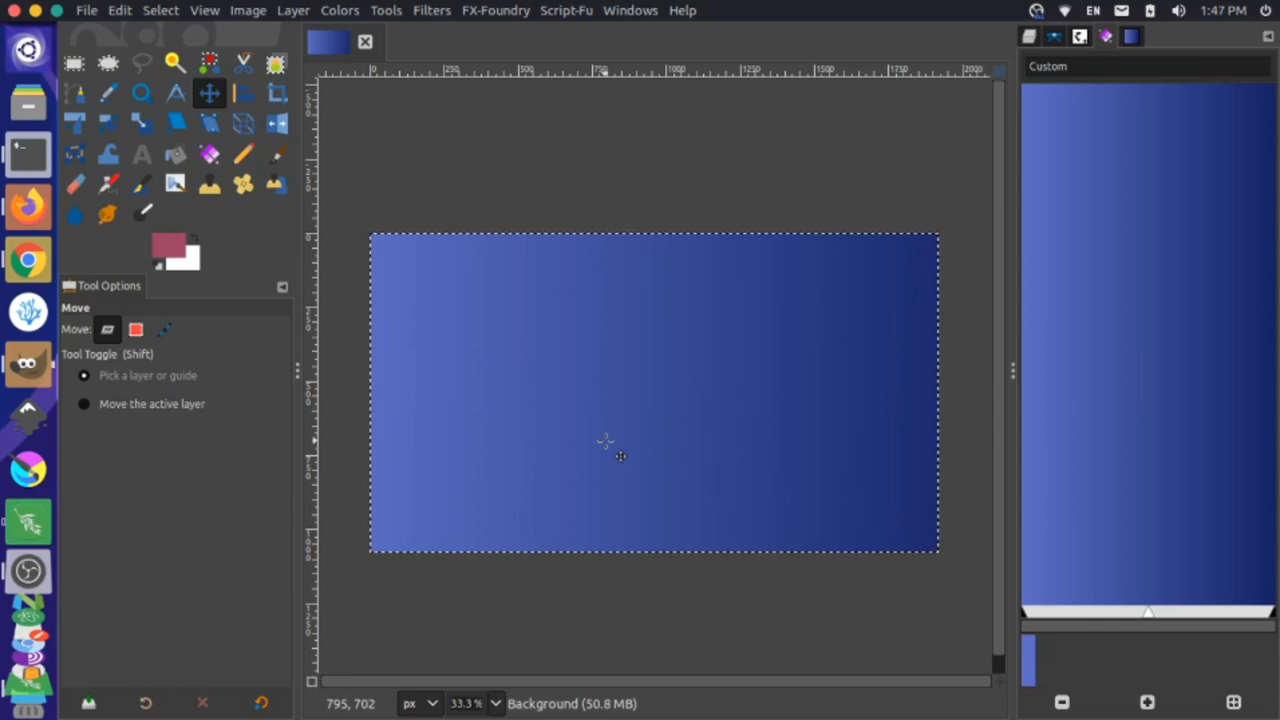 File Edit Select View Image Layer Colors Tools Filters FX-Foundry Script-Fu Windows Help
EN
1:47 PM
Custom
0 250 500 750 1000 1250 1500 1750 2000
Tool Options
Move
Move:
Tool Toggle (Shift)
Pick a layer or guide
Move the active layer
795, 702
px
33.3 %
Background (50.8 MB)